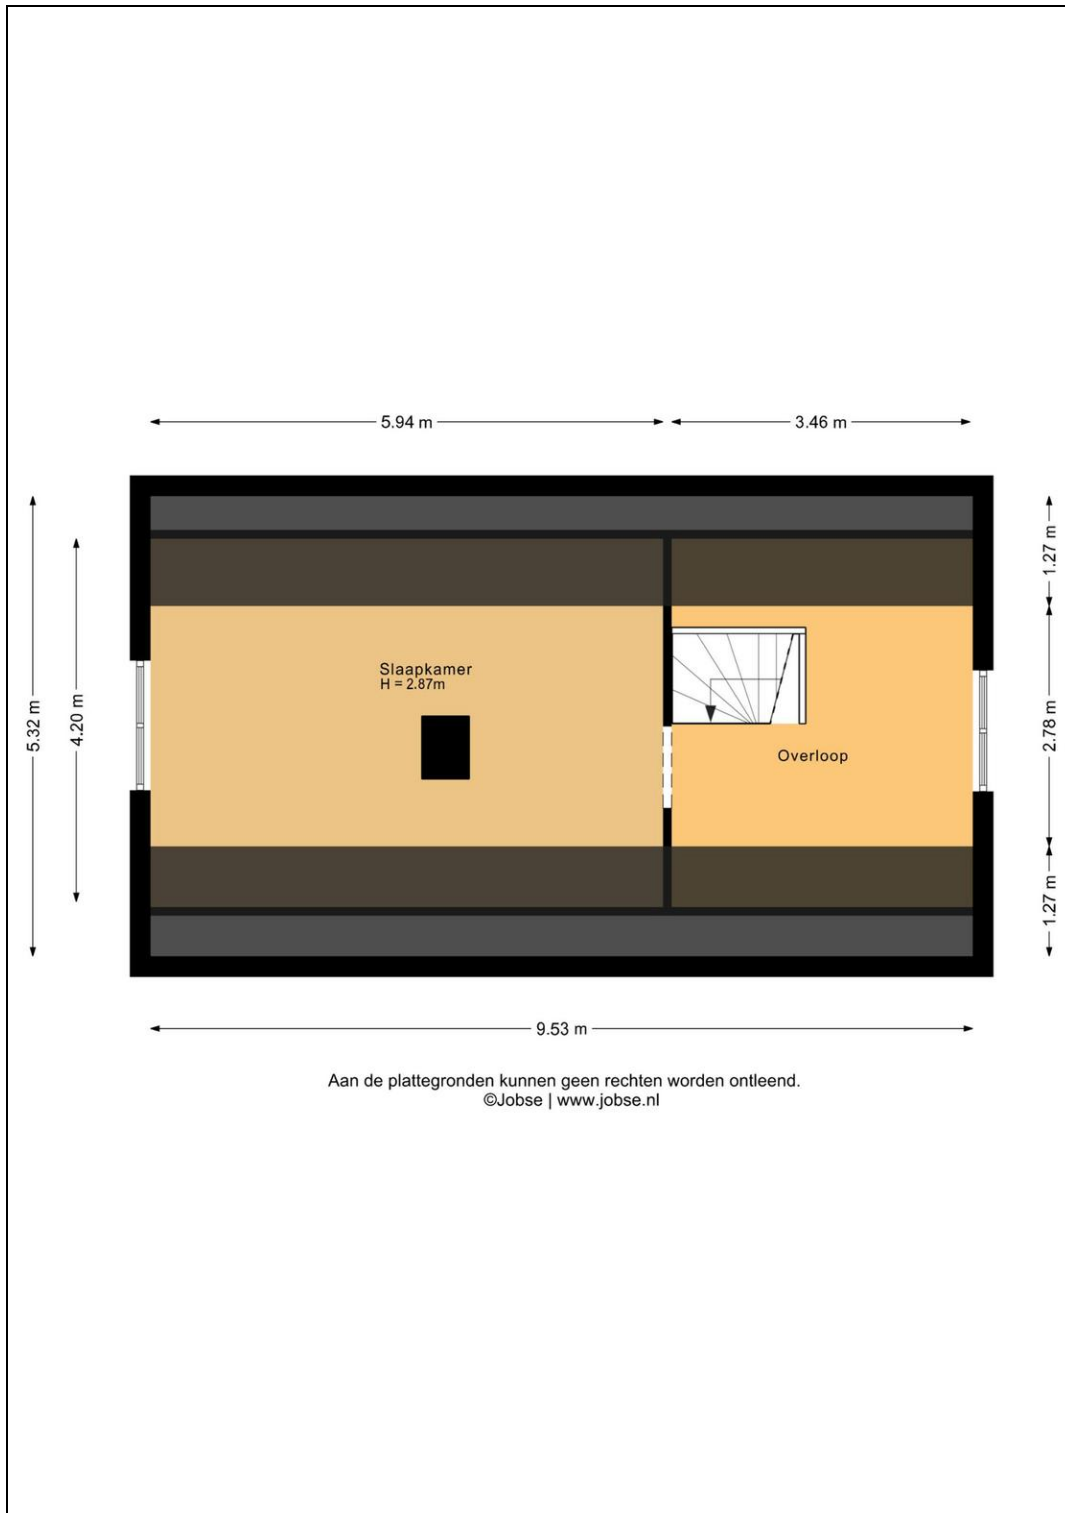 5.94 m
3.46 m
1.27 m
Slaapkamer
H = 2.87m
5.32 m
4.20 m
2.78 m
Overloop
1.27 m
9.53 m
Aan de plattegronden kunnen geen rechten worden ontleend.
©Jobse | www.jobse.nl